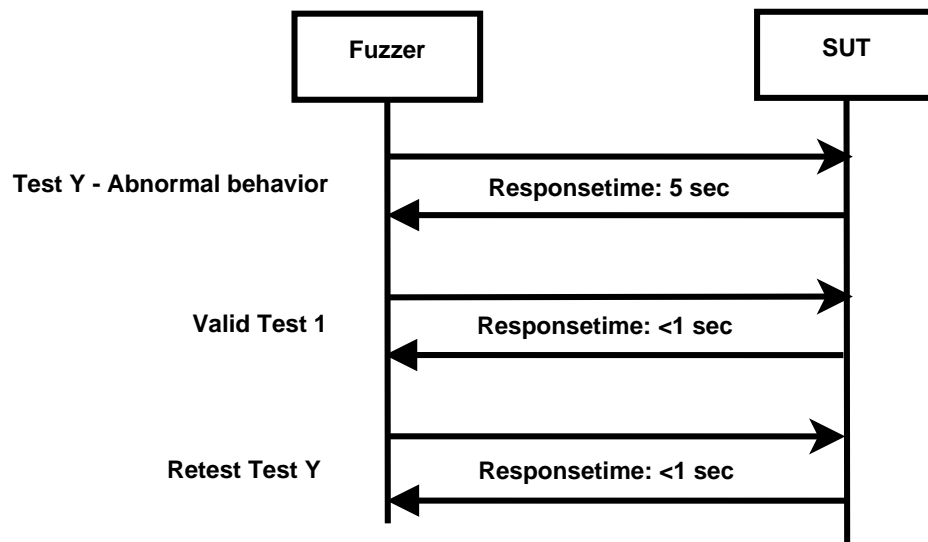 Fuzzer
SUT
Test Y - Abnormal behavior
Responsetime: 5 sec
Valid Test 1
Responsetime: <1 sec
Retest Test Y
Responsetime: <1 sec